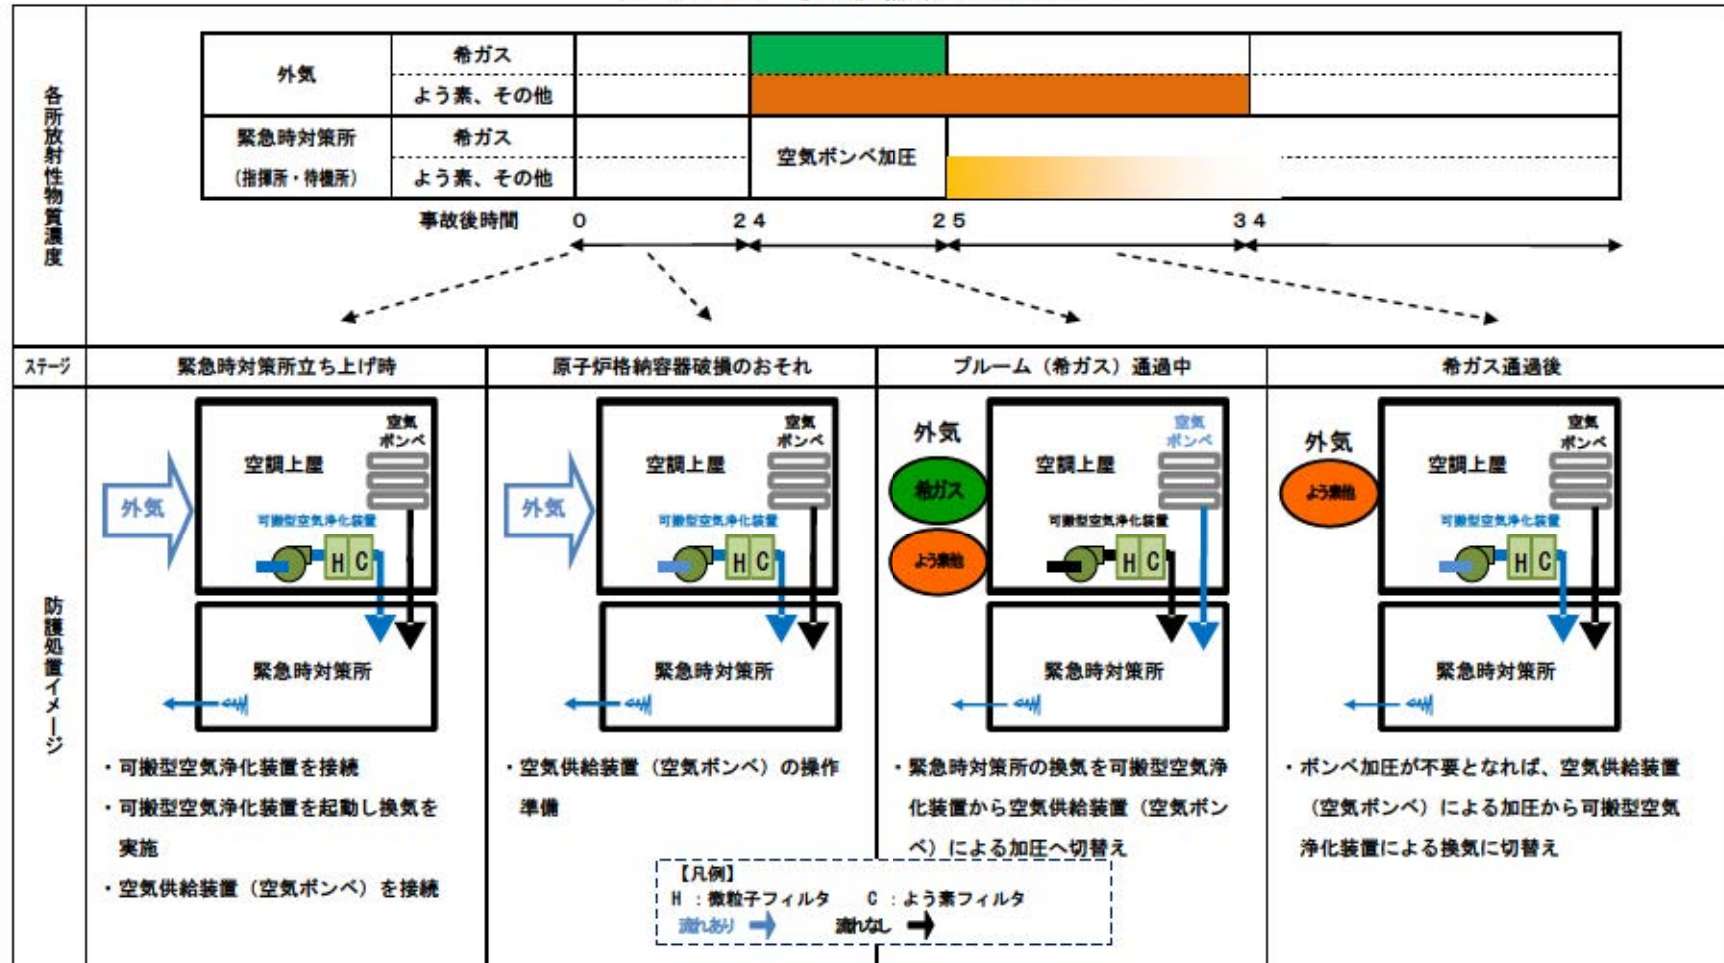 各所放射性物質濃度
外気
希ガス
よう素、その他
緊急時対策所
(指揮所・待機所)
希ガス
よう素、その他
空気ボンベ加圧
事故後時間 0 24 25 34
ステージ
緊急時対策所立ち上げ時
原子炉格納容器破損のおそれ
プルーム(希ガス)通過中
希ガス通過後
防護処置イメージ
空気
ボンベ
空調上屋
外気
可搬型空気浄化装置
H C
緊急時対策所
・可搬型空気浄化装置を接続
・可搬型空気浄化装置を起動し換気を
実施
・空気供給装置(空気ボンベ)を接続
空気
ボンベ
空調上屋
外気
可搬型空気浄化装置
H C
緊急時対策所
・空気供給装置(空気ボンベ)の操作
準備
外気
空気
ボンベ
空調上屋
希ガス
可搬型空気浄化装置
よう素他
H C
緊急時対策所
・緊急時対策所の換気を可搬型空気浄
化装置から空気供給装置(空気ボン
ベ)による加圧へ切替え
外気
空気
ボンベ
空調上屋
よう素他
可搬型空気浄化装置
H C
緊急時対策所
・ボンベ加圧が不要となれば、空気供給装置
(空気ボンベ)による加圧から可搬型空気
浄化装置による換気に切替え
【凡例】
H :微粒子フィルタ C :よう素フィルタ
流れあり 流れなし